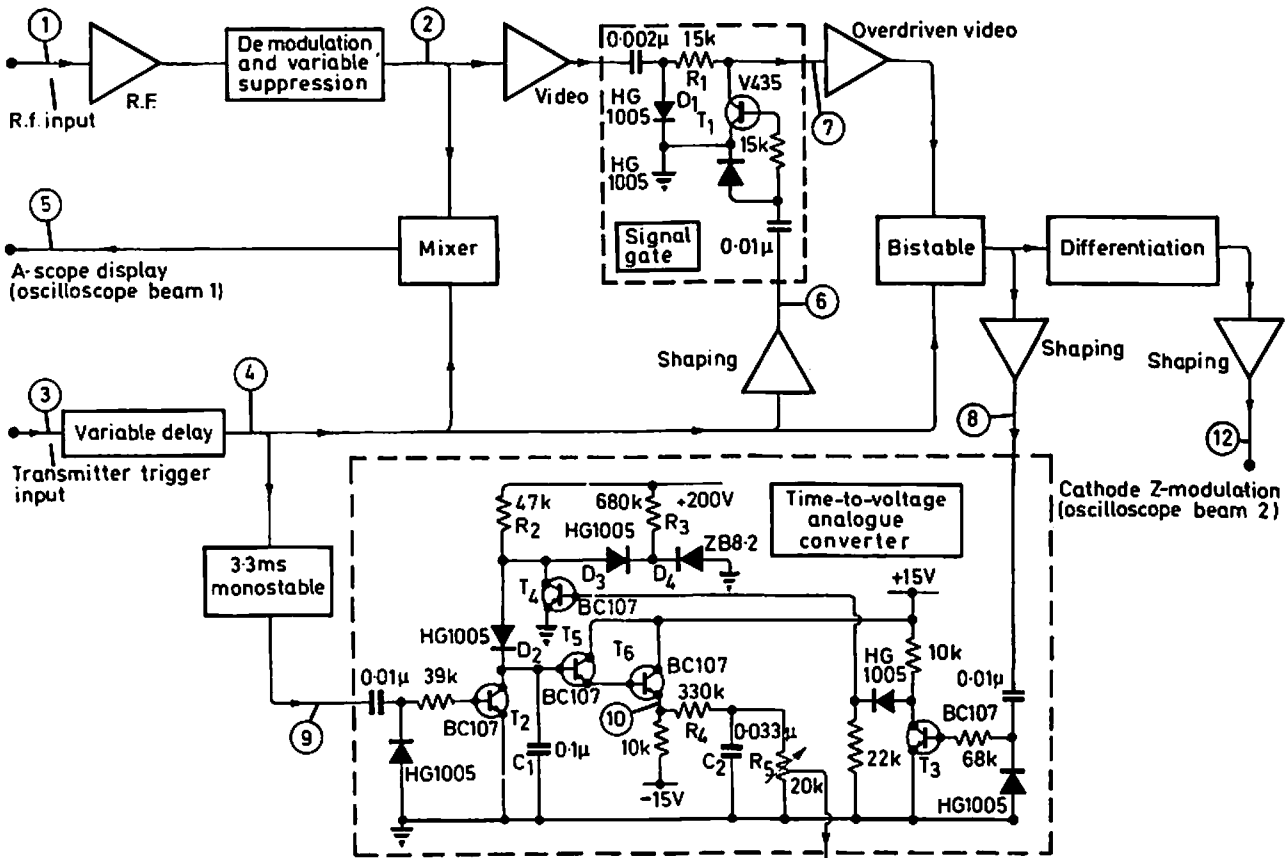 1
R.f. input
R.F.
De modulation
and variable
suppression
2
Video
0·002µ
15k
R1
HG
1005
D1
V435
T1
15k
HG
1005
Signal
gate
0·01µ
7
Overdriven video
5
A-scope display
(oscilloscope beam 1)
Mixer
6
Shaping
Bistable
Differentiation
Shaping
Shaping
8
12
Cathode Z-modulation
(oscilloscope beam 2)
3
Transmitter trigger
input
Variable delay
4
3·3ms
monostable
9
47k
R2
680k
R3
+200V
HG1005
ZB8·2
D3
D4
Time-to-voltage
analogue
converter
T4
BC107
HG1005
D2
T5
BC107
T6
BC107
10
0·01µ
39k
BC107
T2
HG1005
C1
0·1µ
10k
-15V
330k
R4
0·033µ
C2
R5
20k
+15V
10k
HG
1005
22k
T3
BC107
68k
0·01µ
HG1005